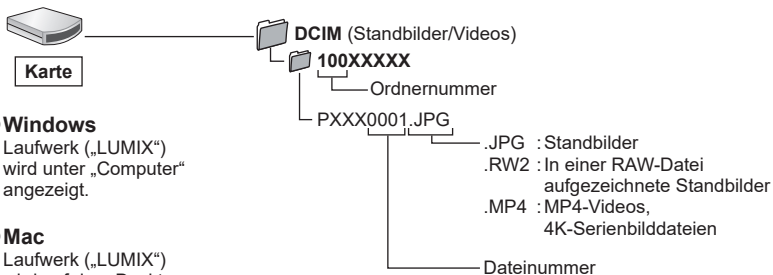 DCIM (Standbilder/Videos)
Karte
100XXXXX
Ordnernummer
PXXX0001.JPG
Windows
Laufwerk („LUMIX“)
wird unter „Computer“
angezeigt.
.JPG : Standbilder
.RW2 : In einer RAW-Datei
aufgezeichnete Standbilder
.MP4 : MP4-Videos,
4K-Serienbilddateien
Mac
Laufwerk („LUMIX“)
Dateinummer